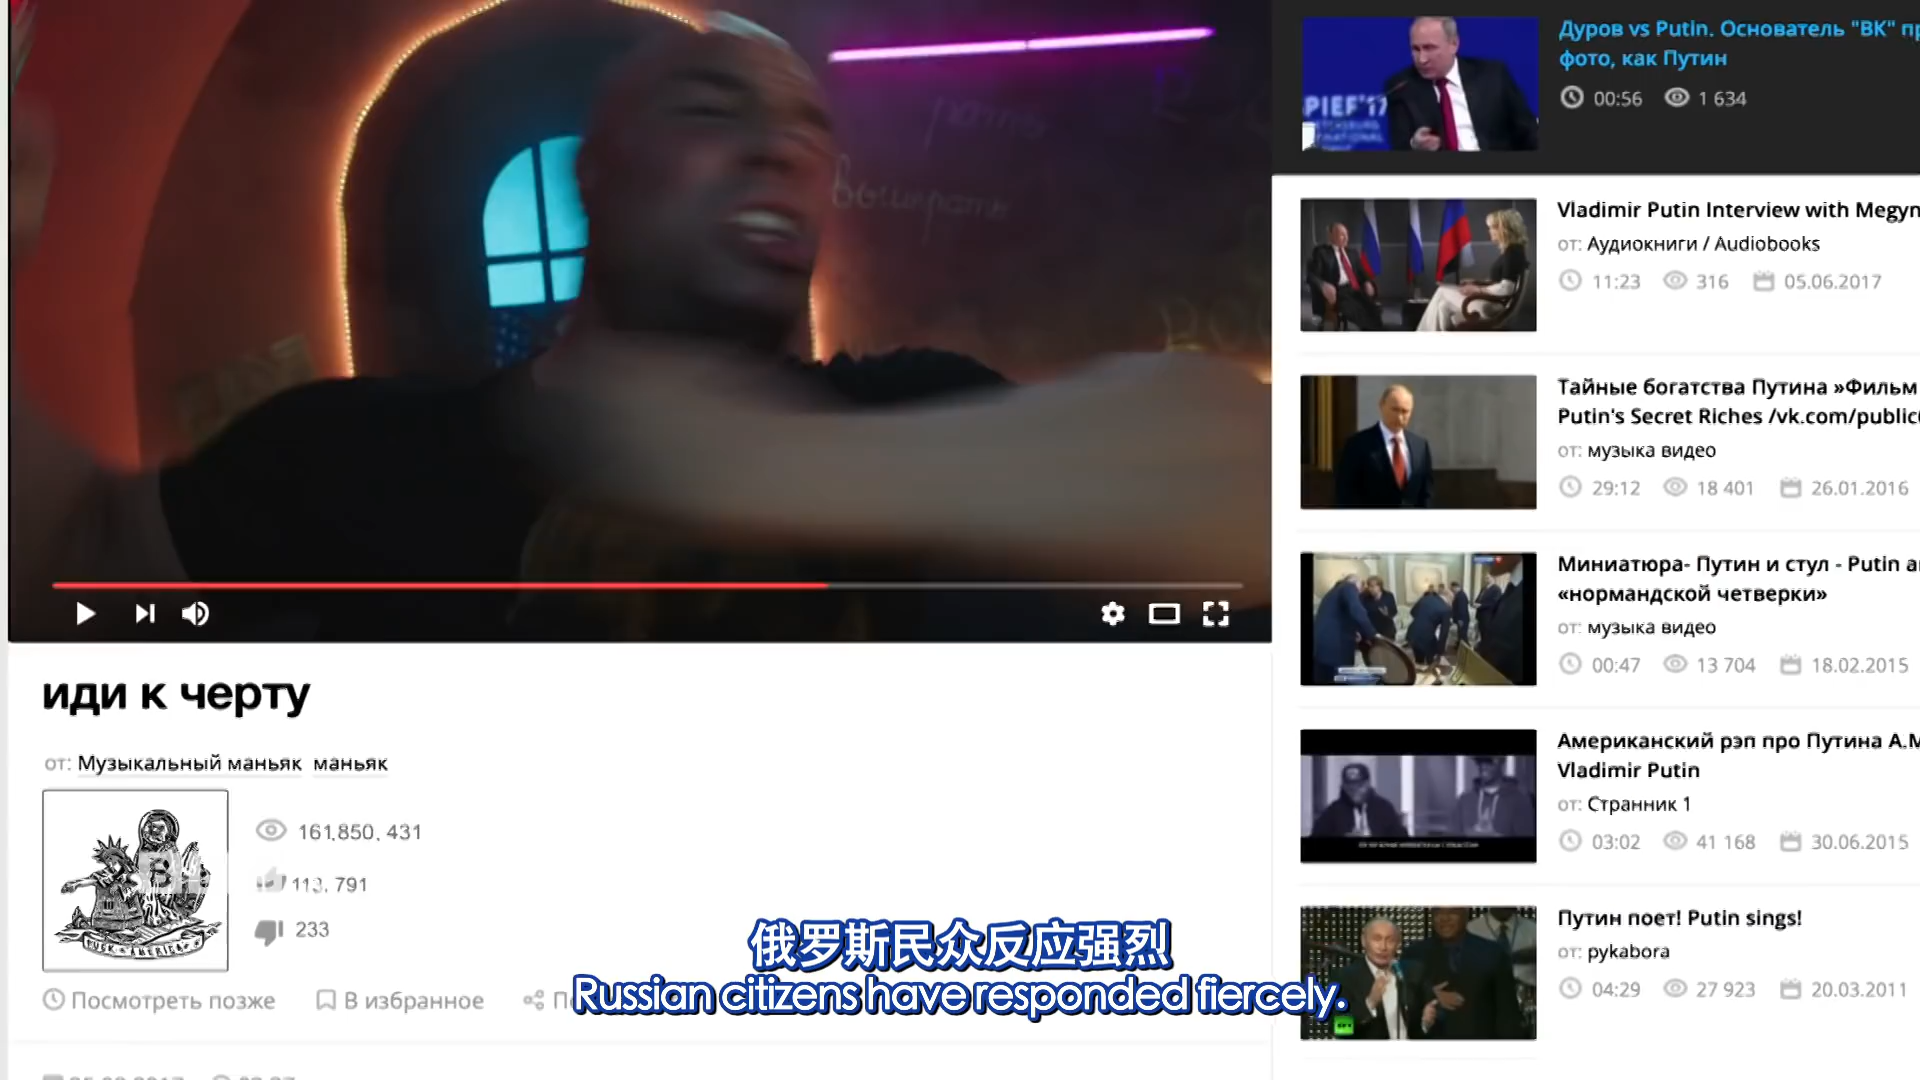 выиграть
иди к черту
от: Музыкальный маньяк маньяк
161,850, 431
113, 791
233
Посмотреть позже
В избранное
俄罗斯民众反应强烈
Russian citizens have responded fiercely.
Дуров vs Putin. Основатель "ВК"
фото, как Путин
00:56 1 634
Vladimir Putin Interview with Megyn
от: Аудиокниги / Audiobooks
11:23 316 05.06.2017
Тайные богатства Путина »Фильм
Putin's Secret Riches /vk.com/public
от: музыка видео
29:12 18 401 26.01.2016
Миниатюра- Путин и стул - Putin
«нормандской четверки»
от: музыка видео
00:47 13 704 18.02.2015
Американский рэп про Путина A.M
Vladimir Putin
от: Странник 1
03:02 41 168 30.06.2015
Путин поет! Putin sings!
от: pykabora
04:29 27 923 20.03.2011